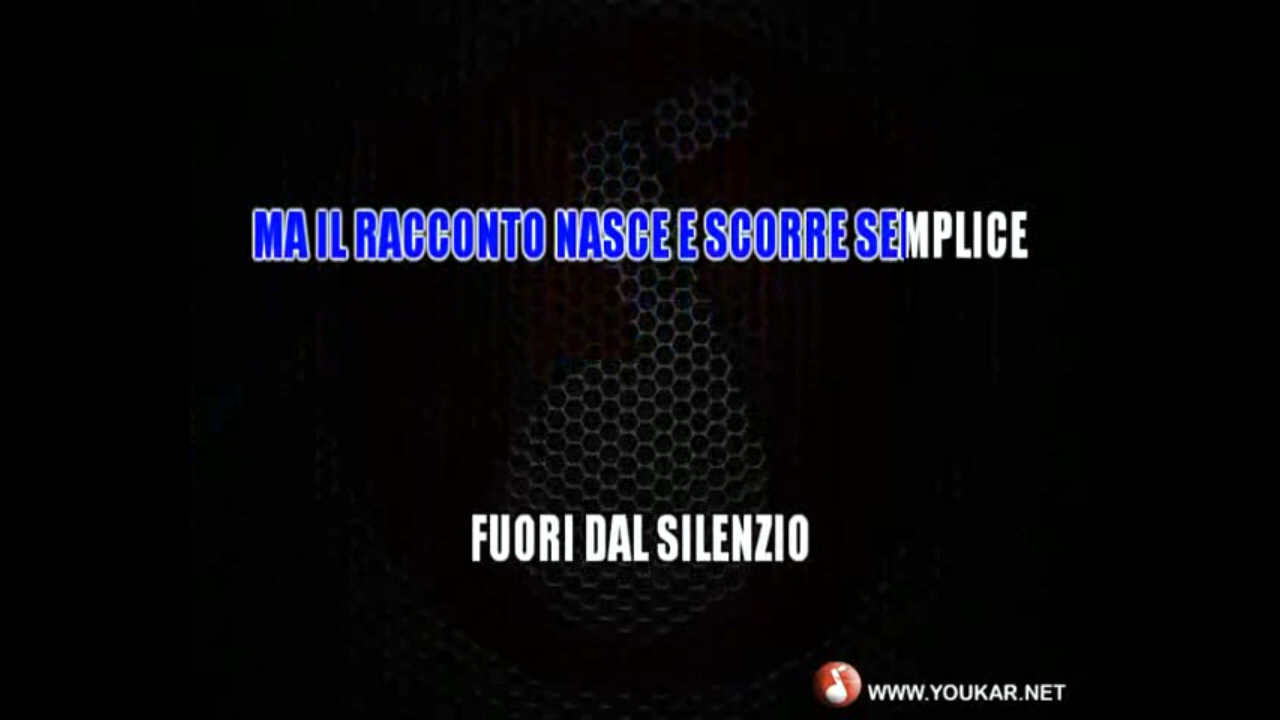 MA IL RACCONTO NASCE E SCORRE SEMPLICE
FUORI DAL SILENZIO
WWW.YOUKAR.NET